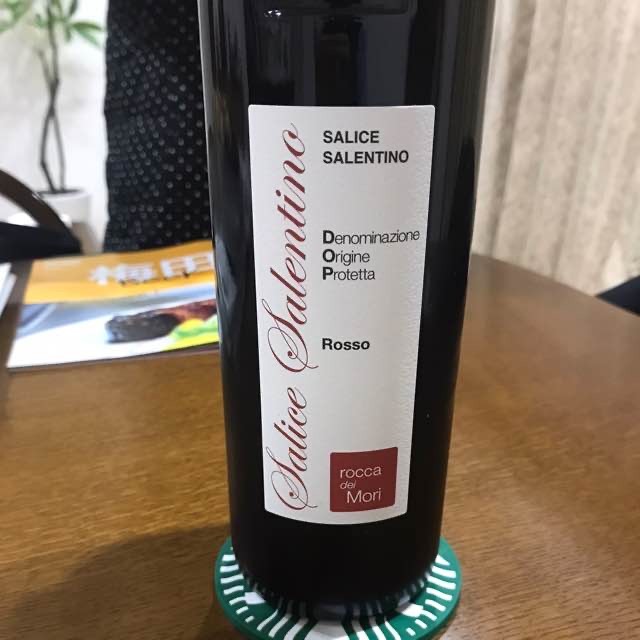 Salice Salentino
SALICE
SALENTINO
Denominazione
Origine
Protetta
Rosso
rocca
dei
Mori
梅田